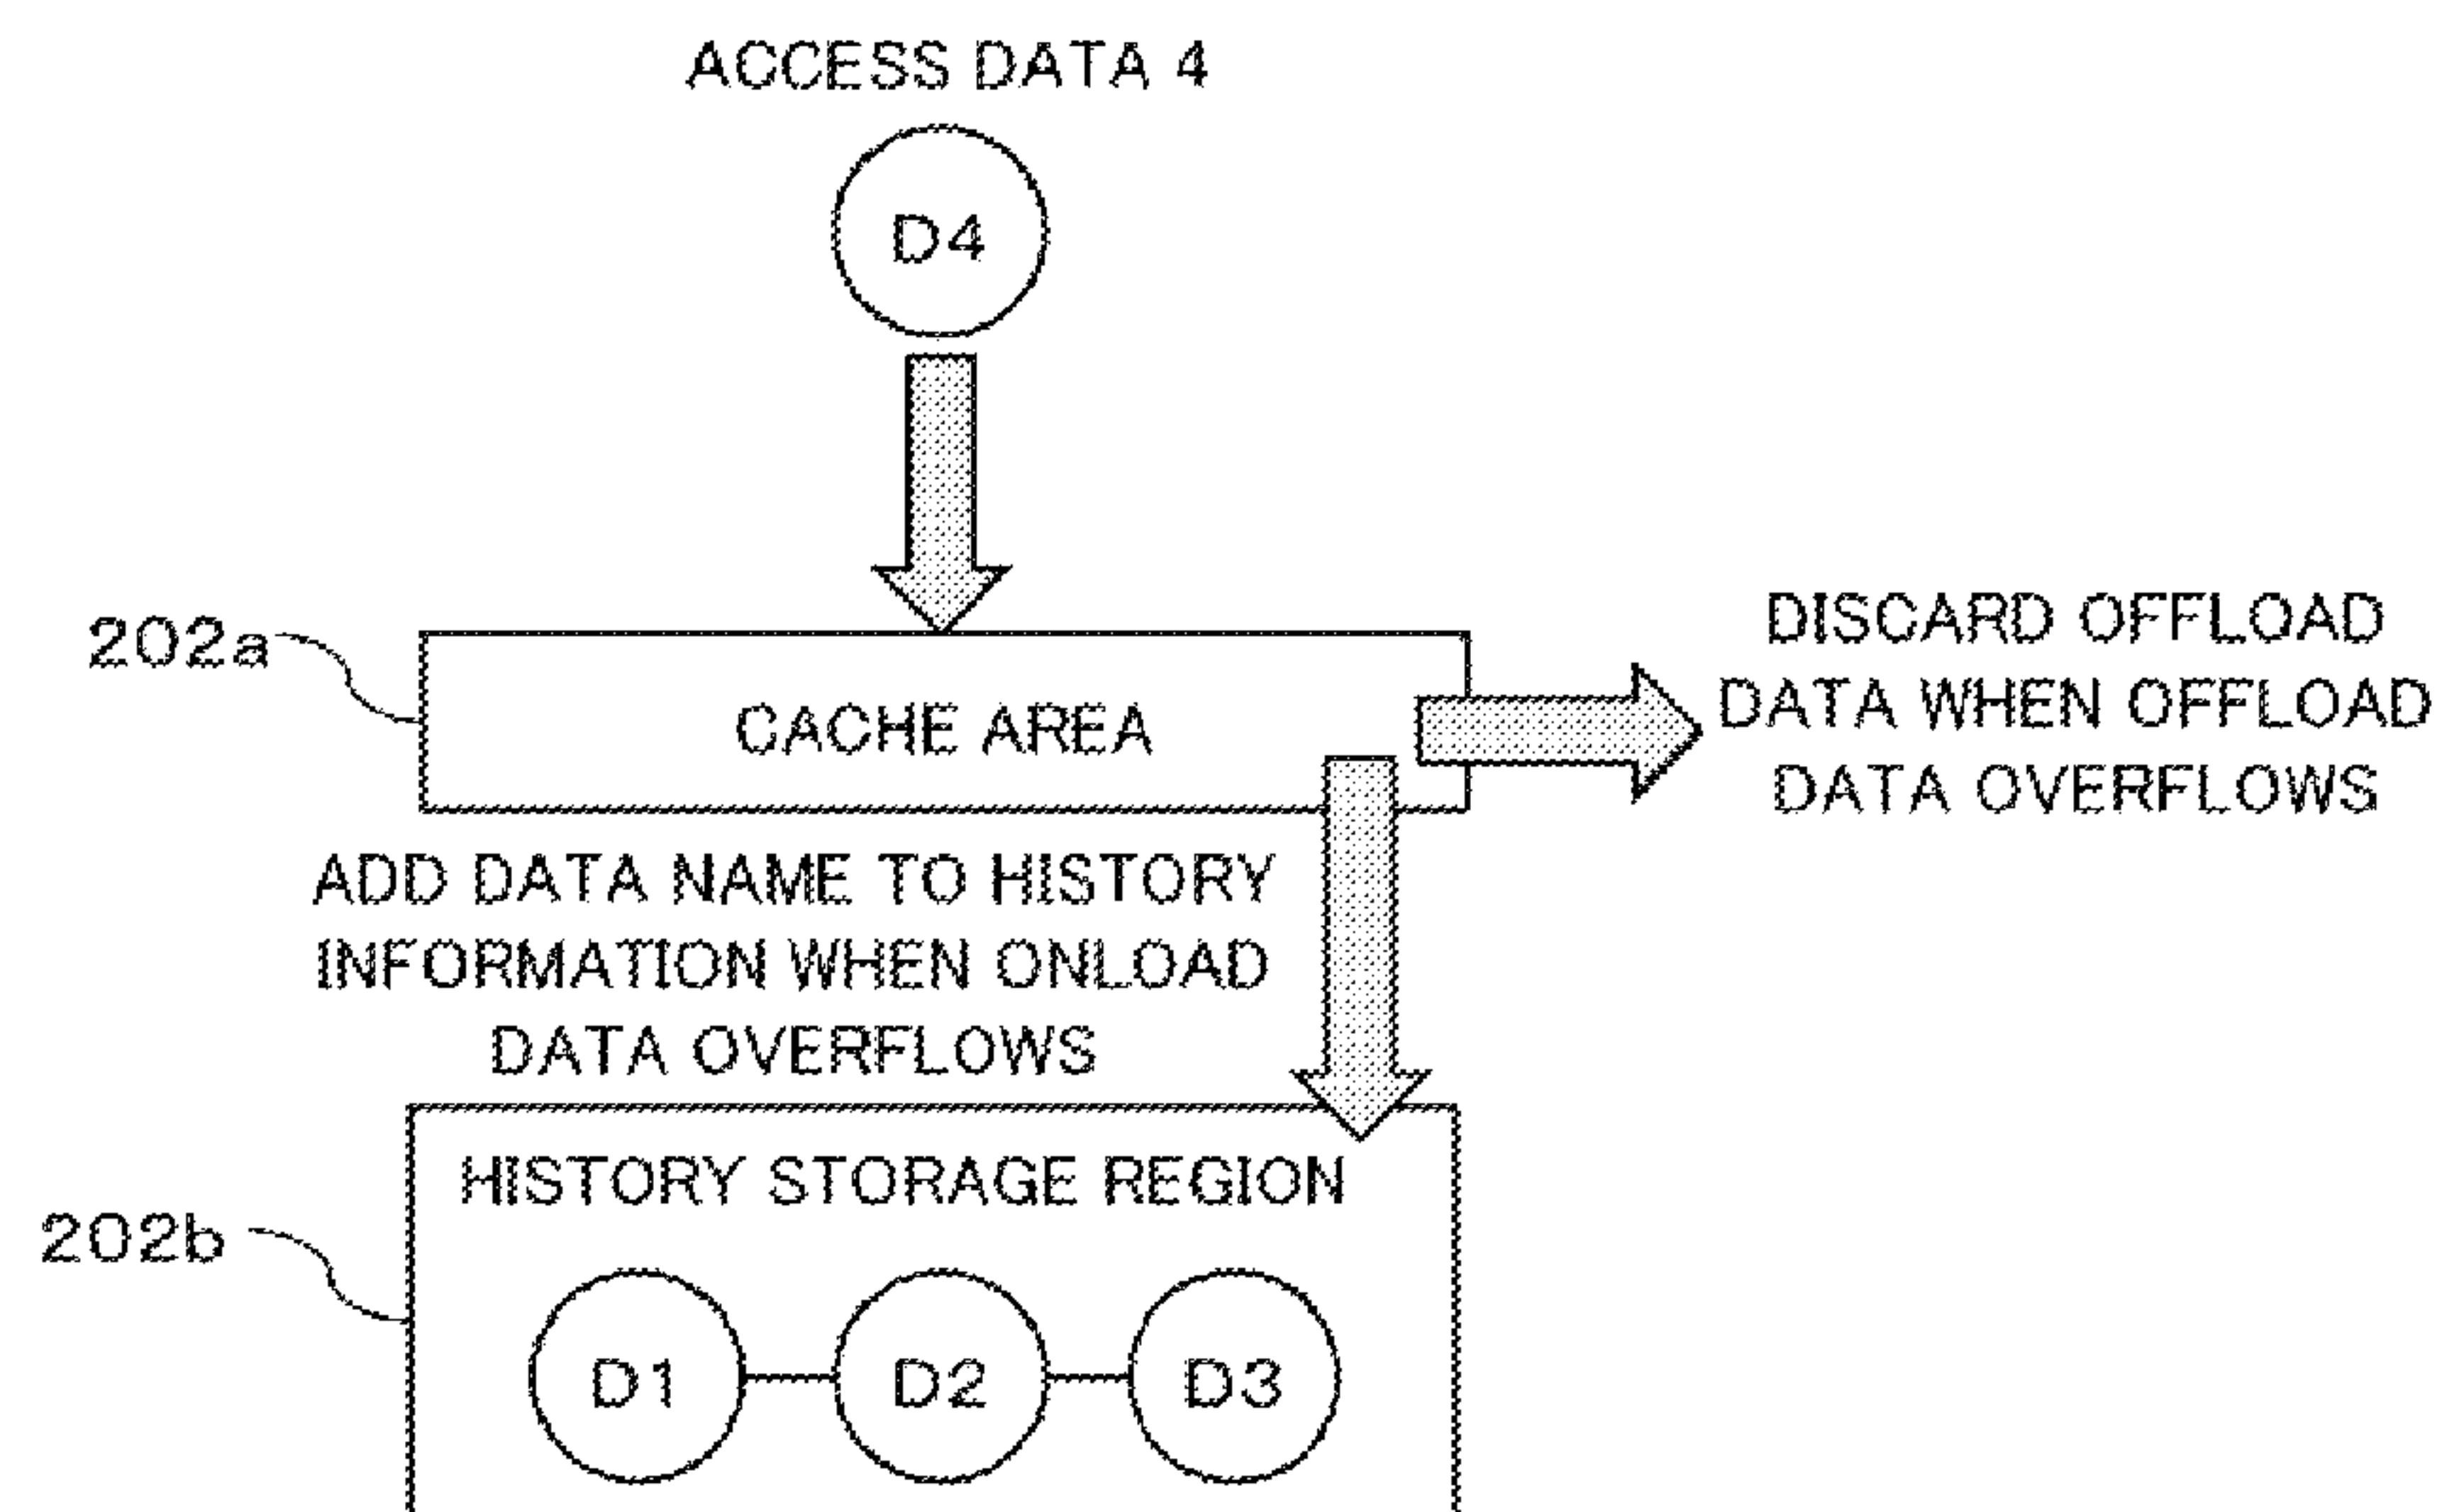 ACCESS DATA 4
D4
202a
CACHE AREA
DISCARD OFFLOAD
DATA WHEN OFFLOAD
DATA OVERFLOWS
ADD DATA NAME TO HISTORY
INFORMATION WHEN ONLOAD
DATA OVERFLOWS
HISTORY STORAGE REGION
202b
D1
D2
D3